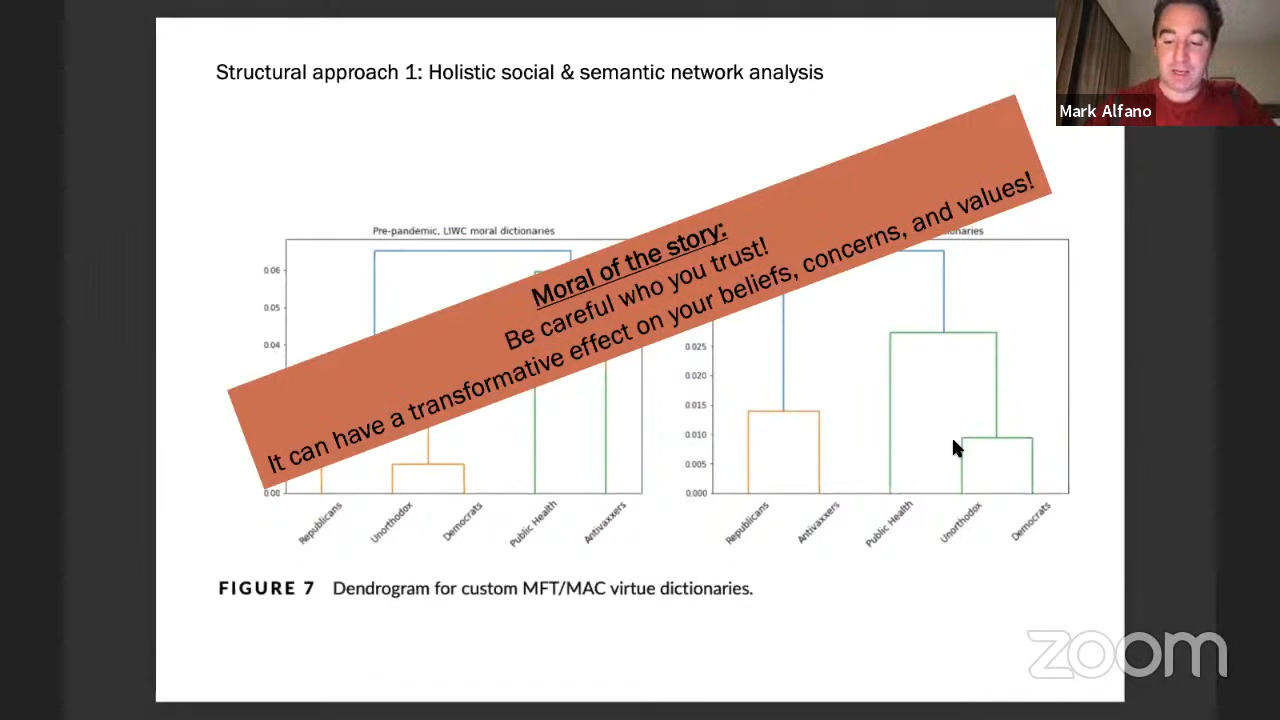 Structural approach 1: Holistic social & semantic network analysis
Mark Alfano
Moral of the story:
Be careful who you trust!
It can have a transformative effect on your beliefs, concerns, and values!
Pre-pandemic, LIWC moral dictionaries
0.06
0.05
0.04
0.00
Republicans
Unorthodox
Democrats
Public Health
Antivaxxers
0.025
0.020
0.015
0.010
0.005
0.000
Republicans
Antivaxxers
Public Health
Unorthodox
Democrats
FIGURE 7 Dendrogram for custom MFT/MAC virtue dictionaries.
zoom